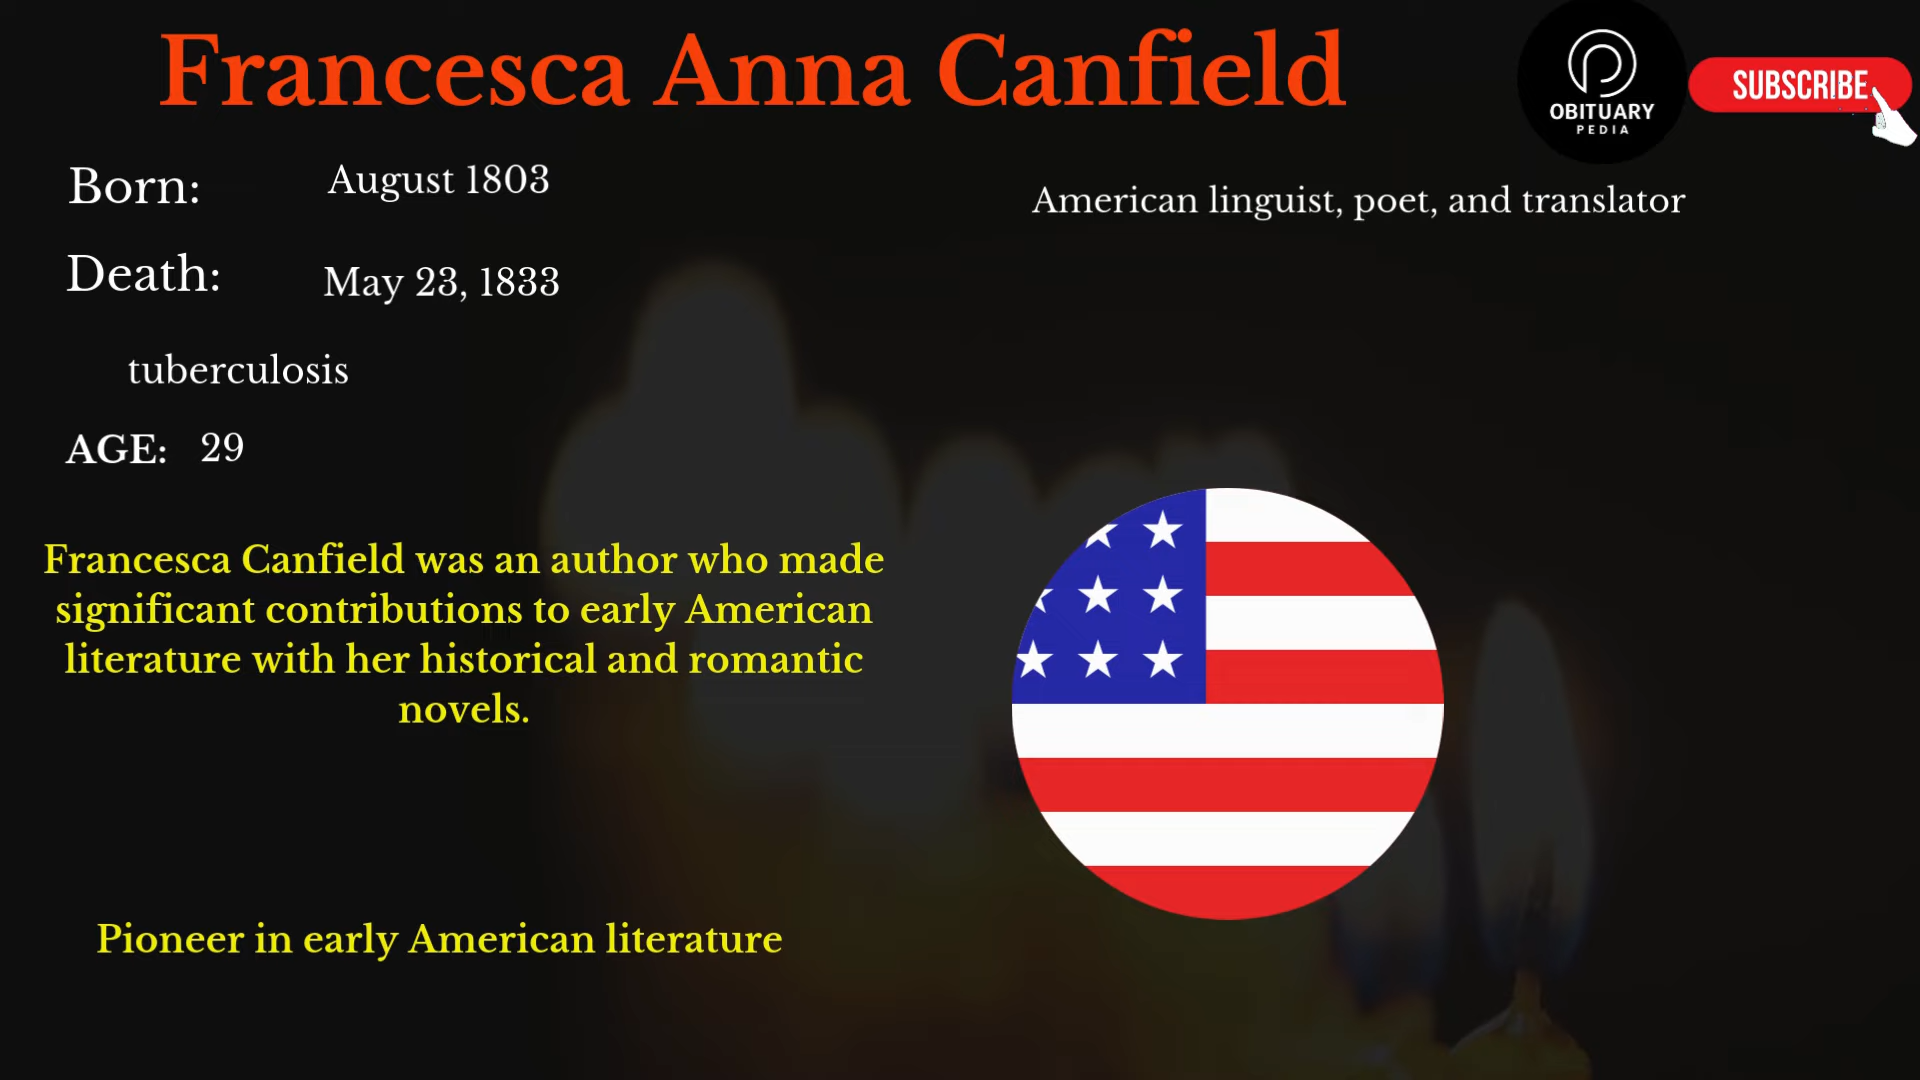 Francesca Anna Canfield
OBITUARY
PEDIA
SUBSCRIBE
Born: August 1803
American linguist, poet, and translator
Death: May 23, 1833
tuberculosis
AGE: 29
Francesca Canfield was an author who made
significant contributions to early American
literature with her historical and romantic
novels.
Pioneer in early American literature